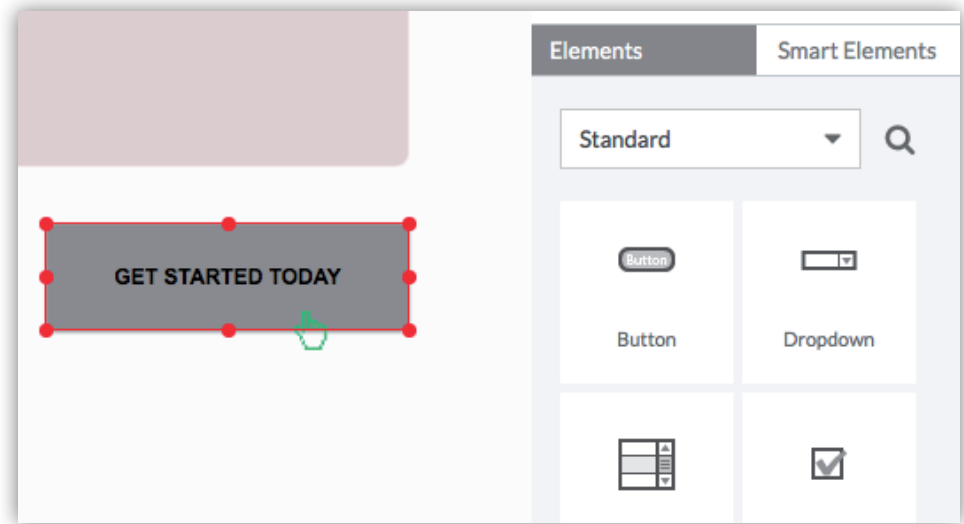 Elements
Smart Elements
Standard
GET STARTED TODAY
Button
Button
Dropdown